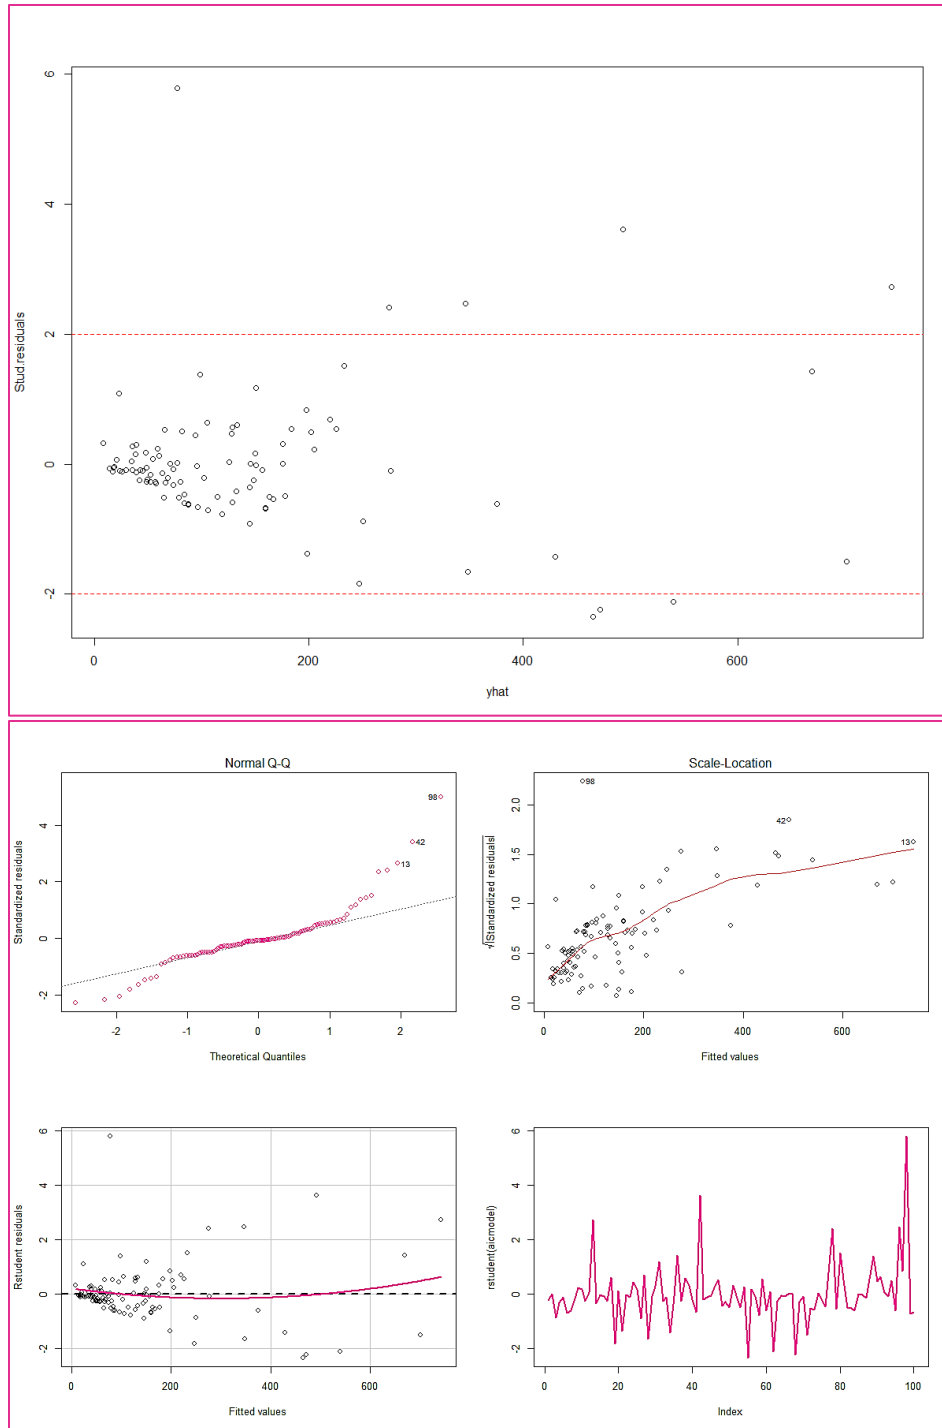 6
4
2
0
-2
Stud.residuals
0 200 400 600
yhat
Normal Q-Q
98
42
13
4
2
0
-2
Standardized residuals
-2 -1 0 1 2
Theoretical Quantiles
Scale-Location
98
42
13
2.0
1.5
1.0
0.5
0.0
√|Standardized residuals|
0 200 400 600
Fitted values
6
4
2
0
-2
Rstudent residuals
0 200 400 600
Fitted values
6
4
2
0
-2
rstudent(aicmodel)
0 20 40 60 80 100
Index